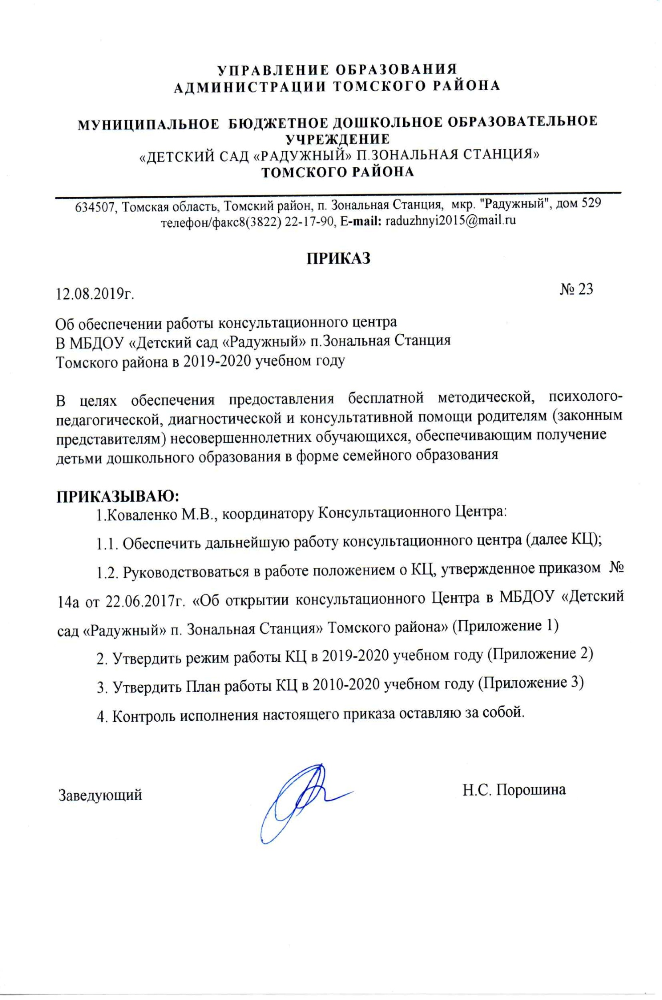 УПРАВЛЕНИЕ ОБРАЗОВАНИЯ
АДМИНИСТРАЦИИ ТОМСКОГО РАЙОНА
МУНИЦИПАЛЬНОЕ БЮДЖЕТНОЕ ДОШКОЛЬНОЕ ОБРАЗОВАТЕЛЬНОЕ
УЧРЕЖДЕНИЕ
«ДЕТСКИЙ САД «РАДУЖНЫЙ» П.ЗОНАЛЬНАЯ СТАНЦИЯ»
ТОМСКОГО РАЙОНА
634507, Томская область, Томский район, п. Зональная Станция, мкр. "Радужный", дом 529
телефон/факс8(3822) 22-17-90, E-mail: raduzhnyi2015@mail.ru
ПРИКАЗ
12.08.2019г. № 23
Об обеспечении работы консультационного центра
В МБДОУ «Детский сад «Радужный» п.Зональная Станция
Томского района в 2019-2020 учебном году
В целях обеспечения предоставления бесплатной методической, психолого-
педагогической, диагностической и консультативной помощи родителям (законным
представителям) несовершеннолетних обучающихся, обеспечивающим получение
детьми дошкольного образования в форме семейного образования
ПРИКАЗЫВАЮ:
1.Коваленко М.В., координатору Консультационного Центра:
1.1. Обеспечить дальнейшую работу консультационного центра (далее КЦ);
1.2. Руководствоваться в работе положением о КЦ, утвержденное приказом №
14а от 22.06.2017г. «Об открытии консультационного Центра в МБДОУ «Детский
сад «Радужный» п. Зональная Станция» Томского района» (Приложение 1)
2. Утвердить режим работы КЦ в 2019-2020 учебном году (Приложение 2)
3. Утвердить План работы КЦ в 2010-2020 учебном году (Приложение 3)
4. Контроль исполнения настоящего приказа оставляю за собой.
Заведующий Н.С. Порошина